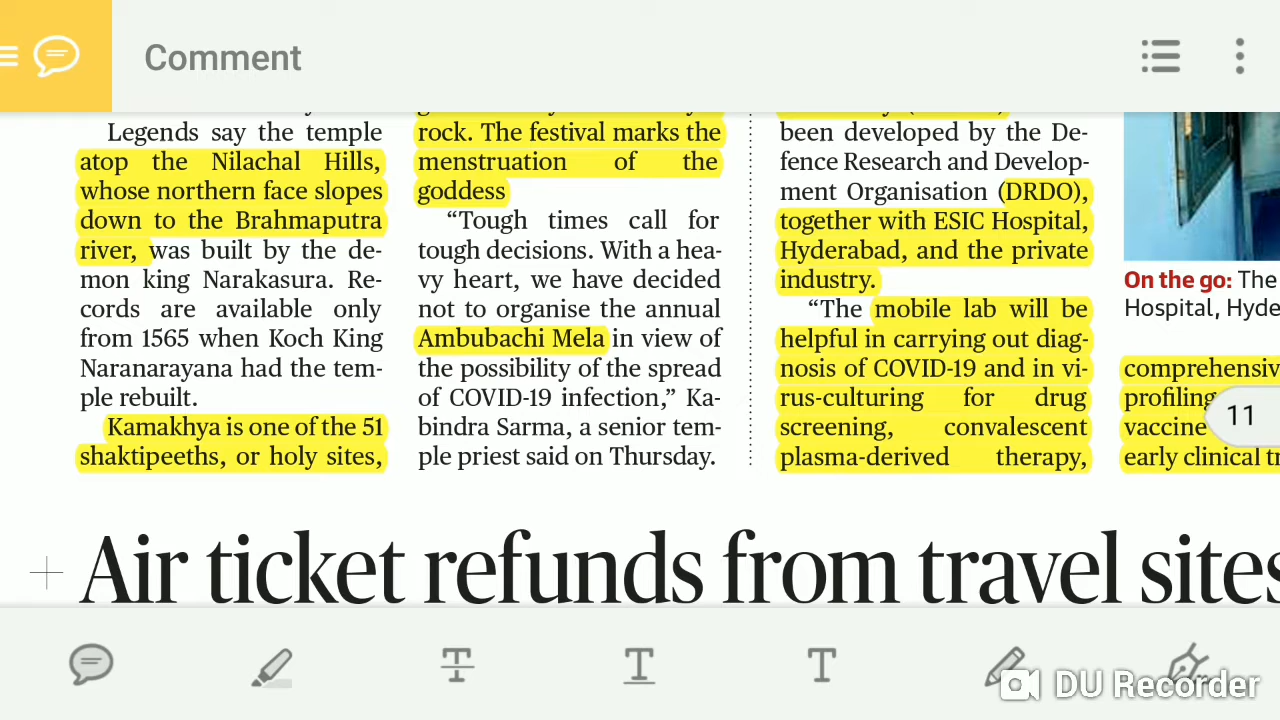 Comment
Legends say the temple
atop the Nilachal Hills,
whose northern face slopes
down to the Brahmaputra
river, was built by the de-
mon king Narakasura. Re-
cords are available only
from 1565 when Koch King
Naranarayana had the tem-
ple rebuilt.
Kamakhya is one of the 51
shaktipeeths, or holy sites,
rock. The festival marks the
menstruation of the
goddess
“Tough times call for
tough decisions. With a hea-
vy heart, we have decided
not to organise the annual
Ambubachi Mela in view of
the possibility of the spread
of COVID-19 infection,” Ka-
bindra Sarma, a senior tem-
ple priest said on Thursday.
been developed by the De-
fence Research and Develop-
ment Organisation (DRDO),
together with ESIC Hospital,
Hyderabad, and the private
industry.
“The mobile lab will be
helpful in carrying out diag-
nosis of COVID-19 and in vi-
rus-culturing for drug
screening, convalescent
plasma-derived therapy,
On the go: The
Hospital, Hyde
comprehensiv
profiling
vaccine
early clinical tr
11
Air ticket refunds from travel sites
T
T
T
DU Recorder